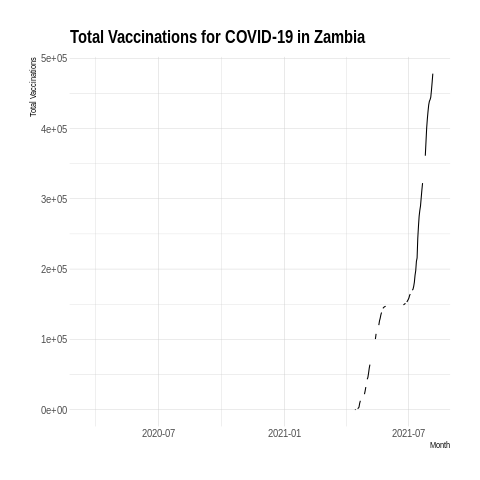 Total Vaccinations for COVID-19 in Zambia
Total Vaccinations
5e+05
4e+05
3e+05
2e+05
1e+05
0e+00
2020-07
2021-01
2021-07
Month